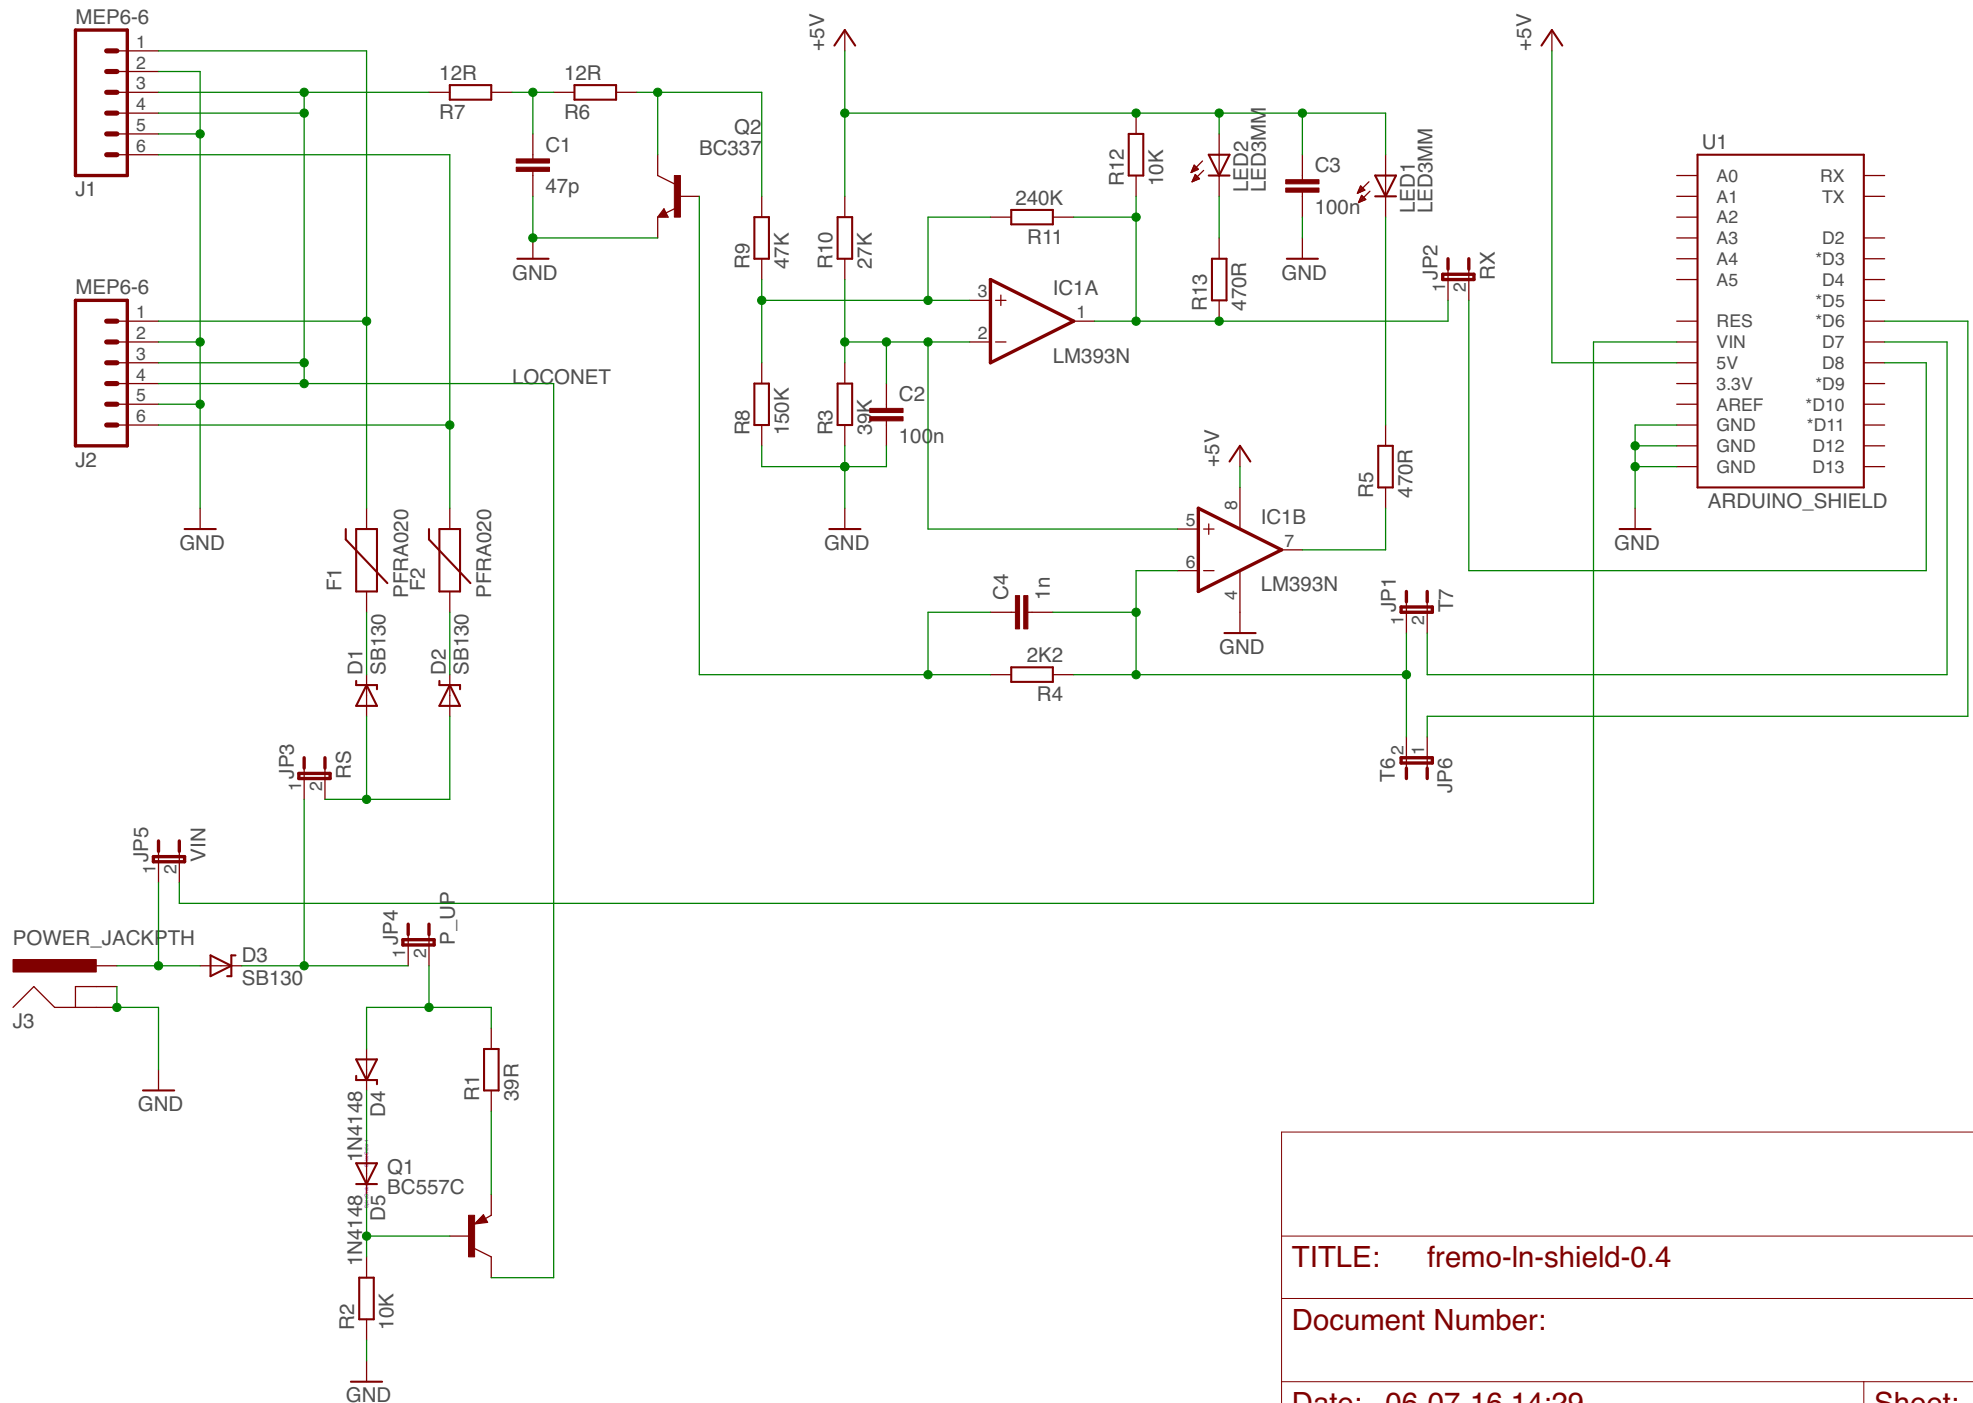 MEP6-6
1
2
3
4
5
6
J1
MEP6-6
1
2
3
4
5
6
J2
GND
12R
R7
12R
R6
C1
47p
GND
Q2
BC337
LOCONET
+5V
R9
47K
R10
27K
R8
150K
R3
39K
C2
100n
GND
240K
R11
3
2
1
IC1A
LM393N
R12
10K
LED2
LED3MM
R13
470R
C3
100n
GND
LED1
LED3MM
R5
470R
+5V
8
5
6
7
4
IC1B
LM393N
GND
C4
1n
2K2
R4
JP2
1
2
RX
JP1
1
2
T7
T6
2
1
JP6
+5V
U1
A0
A1
A2
A3
A4
A5
RES
VIN
5V
3.3V
AREF
GND
GND
GND
RX
TX
D2
*D3
D4
*D5
*D6
D7
D8
*D9
*D10
*D11
D12
D13
ARDUINO_SHIELD
GND
F1
PFRA020
F2
PFRA020
D1
SB130
D2
SB130
JP3
1
2
RS
JP5
1
2
VIN
POWER_JACKPTH
J3
GND
D3
SB130
JP4
1
2
P_UP
D4
1N4148
R1
39R
Q1
BC557C
D5
1N4148
R2
10K
GND
TITLE: fremo-ln-shield-0.4
Document Number:
Date: 06.07.16 14:29
Sheet: